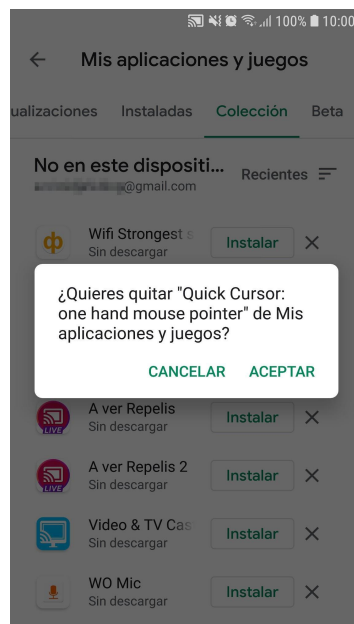 100% 10:00
Mis aplicaciones y juegos
ualizaciones Instaladas Colección Beta
No en este dispositi...
Recientes
@gmail.com
Wifi Strongest s
Instalar
Sin descargar
¿Quieres quitar "Quick Cursor:
one hand mouse pointer" de Mis
aplicaciones y juegos?
CANCELAR ACEPTAR
A ver Repelis
LIVE
Instalar
Sin descargar
A ver Repelis 2
LIVE
Instalar
Sin descargar
Video & TV Cas
Instalar
Sin descargar
WO Mic
Instalar
Sin descargar